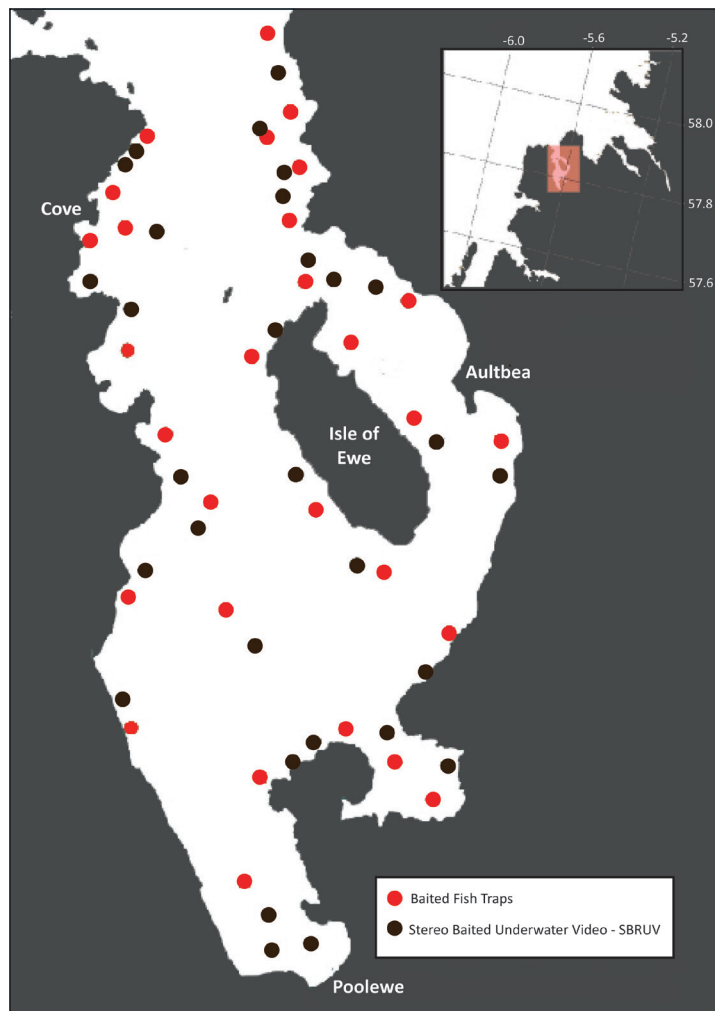 -6.0
-5.6
-5.2
58.0
57.8
57.6
Cove
Aultbea
Isle of
Ewe
Baited Fish Traps
Stereo Baited Underwater Video - SBRUV
Poolewe